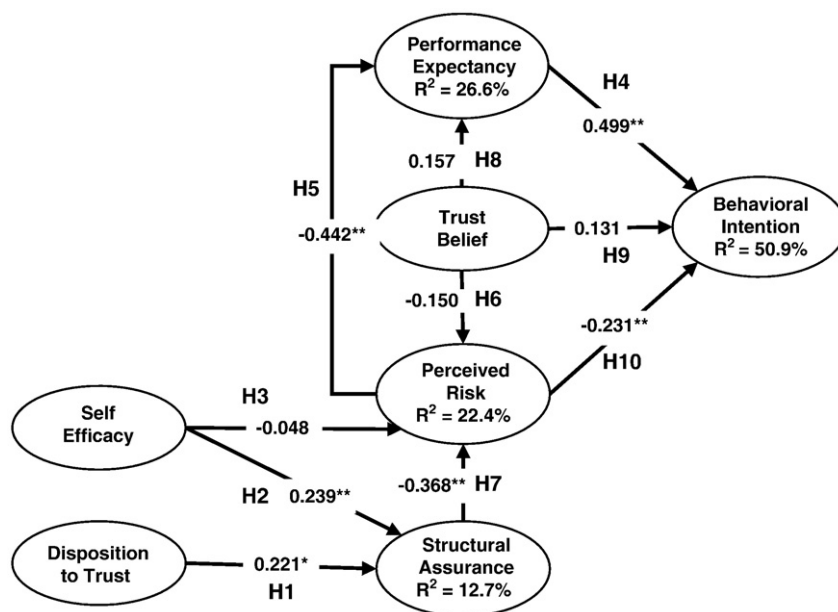 Performance
Expectancy
R² = 26.6%
H4
0.499**
H5
0.157 H8
-0.442**
Trust
Belief
0.131
H9
Behavioral
Intention
R² = 50.9%
-0.150 H6
-0.231**
H10
Perceived
Risk
R² = 22.4%
Self
Efficacy
H3
-0.048
H2 0.239**
-0.368** H7
Disposition
to Trust
0.221*
H1
Structural
Assurance
R² = 12.7%